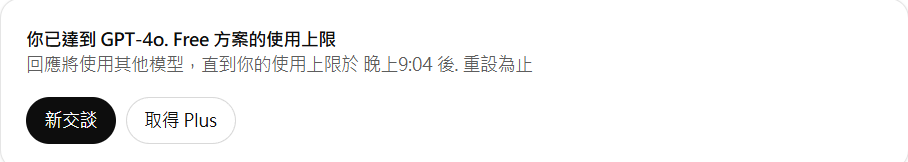 你已達到 GPT-4o. Free 方案的使用上限
回應將使用其他模型，直到你的使用上限於 晚上9:04 後. 重設為止
新交談
取得 Plus